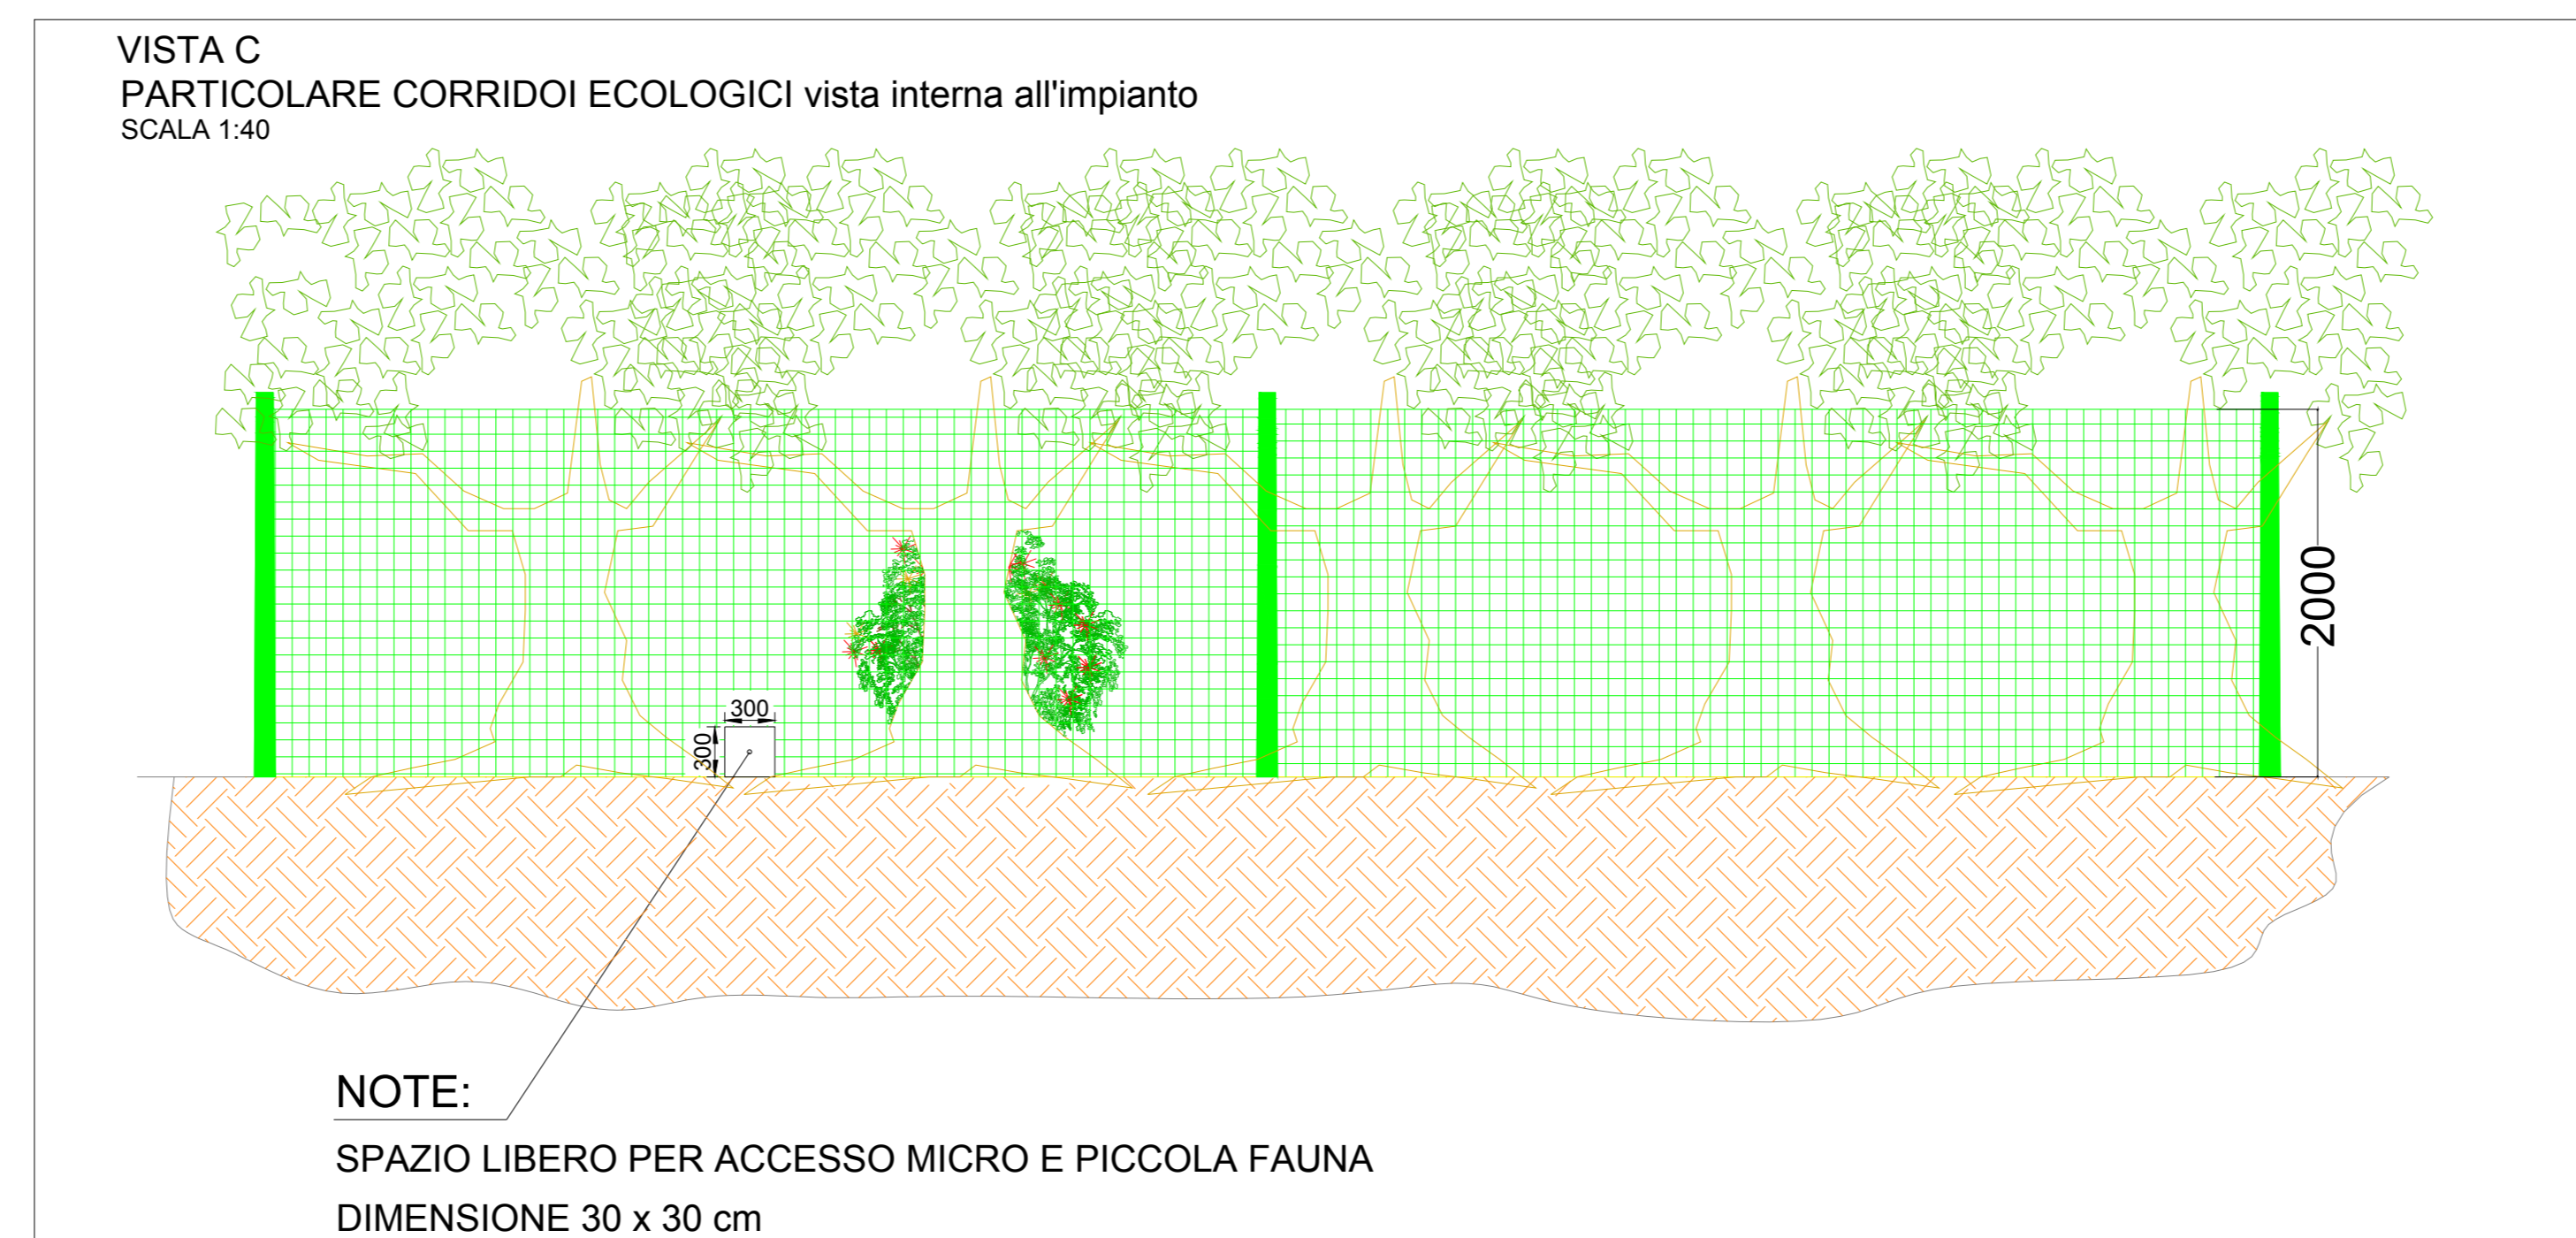 VISTA C
PARTICOLARE CORRIDOI ECOLOGICI vista interna all'impianto
SCALA 1:40
2000
300
300
NOTE:
SPAZIO LIBERO PER ACCESSO MICRO E PICCOLA FAUNA
DIMENSIONE 30 x 30 cm